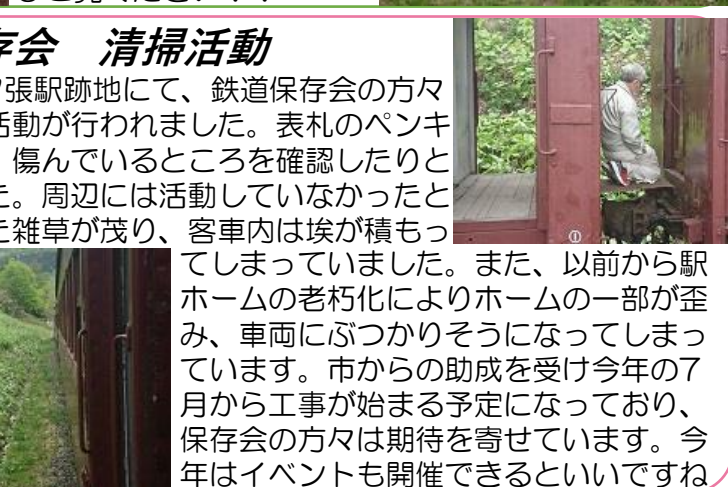 存会 清掃活動
張駅跡地にて、鉄道保存会の方々
活動が行われました。表札のペンキ
傷んでいるところを確認したりと
た。周辺には活動していなかったと
た雑草が茂り、客車内は埃が積もっ
てしまっていました。また、以前から駅
ホームの老朽化によりホームの一部が歪
み、車両にぶつかりそうになってしまっ
ています。市からの助成を受け今年の7
月から工事が始まる予定になっており、
保存会の方々は期待を寄せています。今
年はイベントも開催できるといいですね